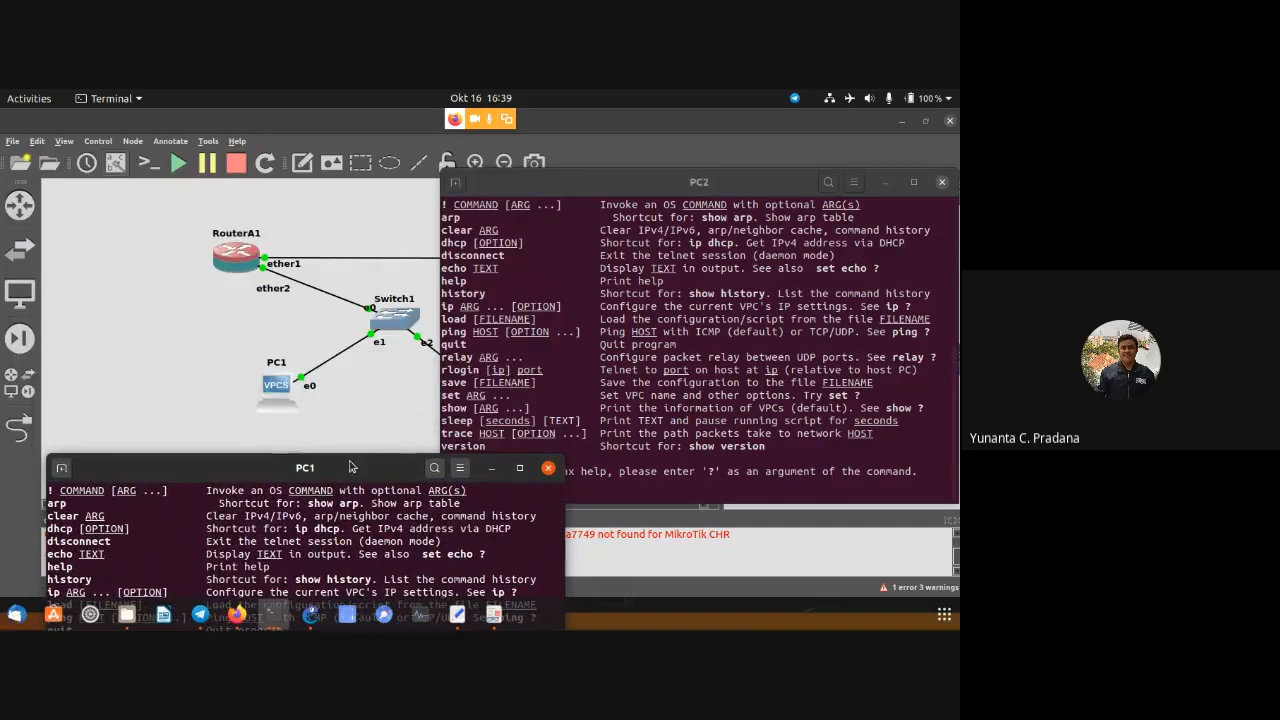 Activities
Terminal
Okt 16 16:39
100 %
File Edit View Control Node Annotate Tools Help
RouterA1
ether1
ether2
Switch1
e0
e1
e2
PC1
VPCS
e0
PC2
! COMMAND [ARG ...] Invoke an OS COMMAND with optional ARG(s)
arp Shortcut for: show arp. Show arp table
clear ARG Clear IPv4/IPv6, arp/neighbor cache, command history
dhcp [OPTION] Shortcut for: ip dhcp. Get IPv4 address via DHCP
disconnect Exit the telnet session (daemon mode)
echo TEXT Display TEXT in output. See also set echo ?
help Print help
history Shortcut for: show history. List the command history
ip ARG ... [OPTION] Configure the current VPC's IP settings. See ip ?
load [FILENAME] Load the configuration/script from the file FILENAME
ping HOST [OPTION ...] Ping HOST with ICMP (default) or TCP/UDP. See ping ?
quit Quit program
relay ARG ... Configure packet relay between UDP ports. See relay ?
rlogin [ip] port Telnet to port on host at ip (relative to host PC)
save [FILENAME] Save the configuration to the file FILENAME
set ARG ... Set VPC name and other options. Try set ?
show [ARG ...] Print the information of VPCs (default). See show ?
sleep [seconds] [TEXT] Print TEXT and pause running script for seconds
trace HOST [OPTION ...] Print the path packets take to network HOST
version Shortcut for: show version
ax help, please enter '?' as an argument of the command.
PC1
! COMMAND [ARG ...] Invoke an OS COMMAND with optional ARG(s)
arp Shortcut for: show arp. Show arp table
clear ARG Clear IPv4/IPv6, arp/neighbor cache, command history
dhcp [OPTION] Shortcut for: ip dhcp. Get IPv4 address via DHCP
disconnect Exit the telnet session (daemon mode)
echo TEXT Display TEXT in output. See also set echo ?
help Print help
history Shortcut for: show history. List the command history
ip ARG ... [OPTION] Configure the current VPC's IP settings. See ip ?
a7749 not found for MikroTik CHR
1 error 3 warnings
Yunanta C. Pradana